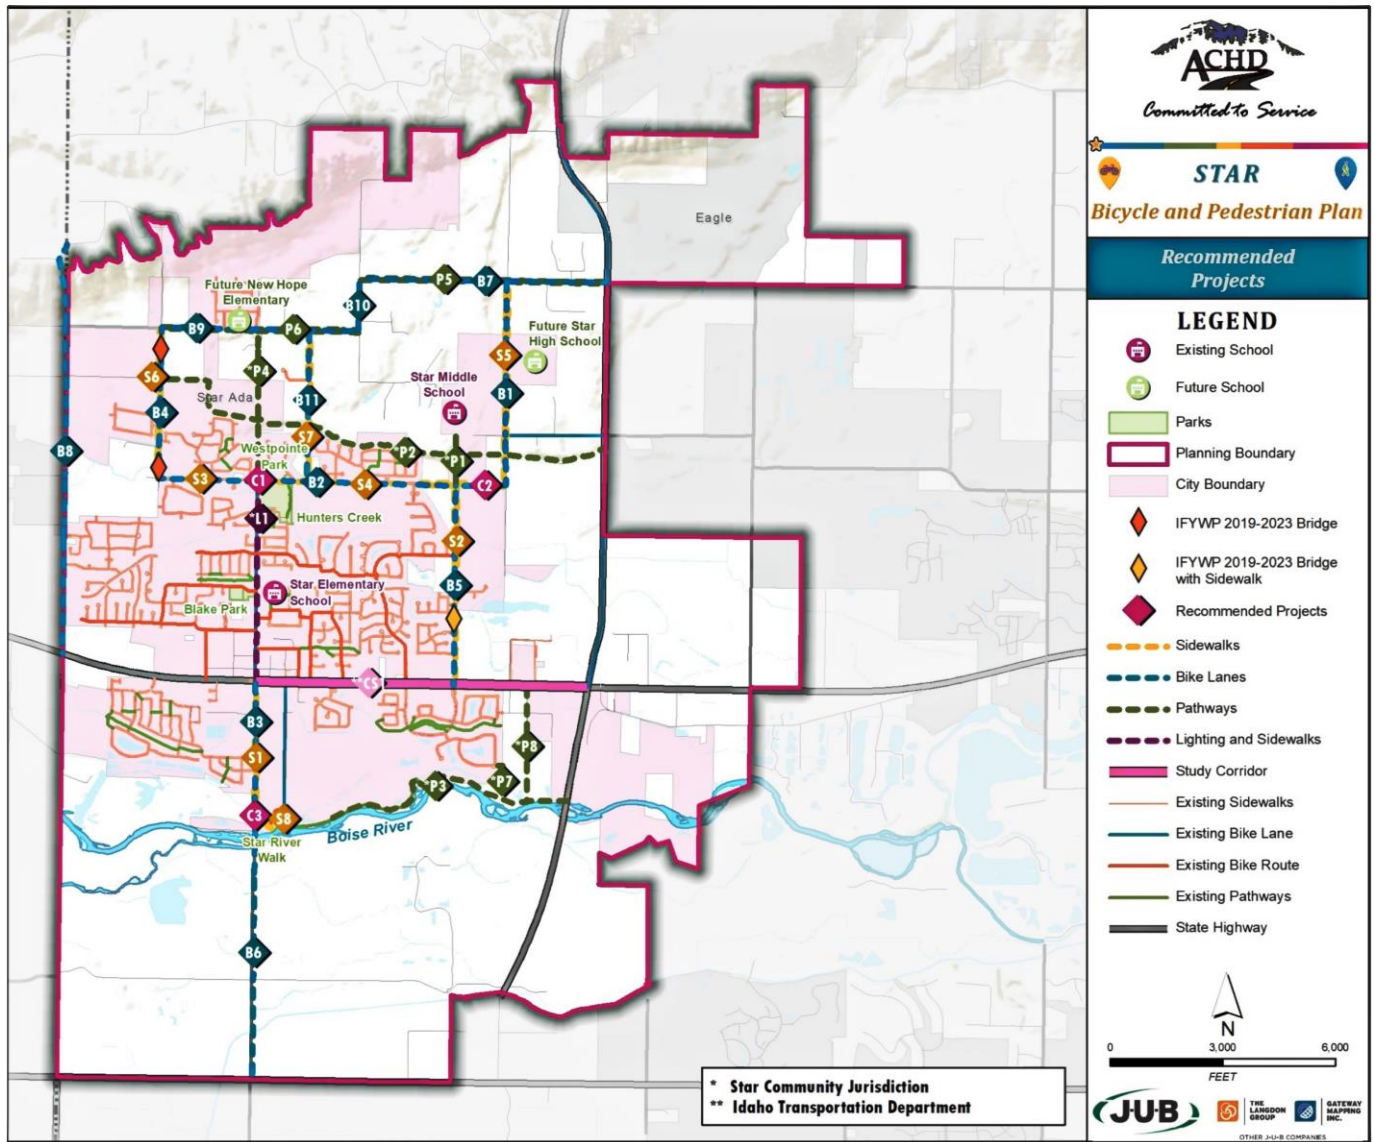 Eagle
Future New Hope
Elementary
P5
B7
B10
B9
P6
Future Star
High School
S5
*P4
S6
Star Middle
School
Star Ada
B1
B11
B4
S7
B8
Westpointe
Park
*P2
*P1
S3
C1
B2
S4
C2
*L1
Hunters Creek
S2
Star Elementary
School
B5
Blake Park
**CS
B3
*P8
S1
*P3
*P7
C3
S8
Boise River
Star River
Walk
B6
* Star Community Jurisdiction
** Idaho Transportation Department
ACHD
Committed to Service
STAR
Bicycle and Pedestrian Plan
Recommended
Projects
LEGEND
Existing School
Future School
Parks
Planning Boundary
City Boundary
IFYWP 2019-2023 Bridge
IFYWP 2019-2023 Bridge
with Sidewalk
Recommended Projects
Sidewalks
Bike Lanes
Pathways
Lighting and Sidewalks
Study Corridor
Existing Sidewalks
Existing Bike Lane
Existing Bike Route
Existing Pathways
State Highway
N
0 3,000 6,000
FEET
J·U·B
THE
LANGDON
GROUP
GATEWAY
MAPPING
INC.
OTHER J-U-B COMPANIES